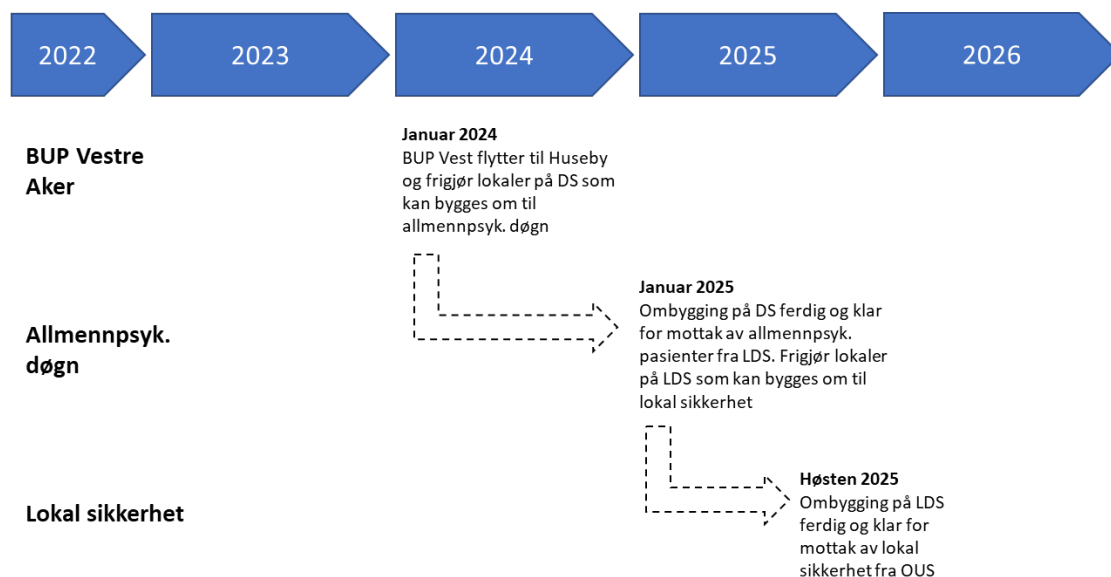 2022
2023
2024
2025
2026
BUP Vestre
Aker
Januar 2024
BUP Vest flytter til Huseby
og frigjør lokaler på DS som
kan bygges om til
allmennpsyk. døgn
Allmennpsyk.
døgn
Januar 2025
Ombygging på DS ferdig og klar
for mottak av allmennpsyk.
pasienter fra LDS. Frigjør lokaler
på LDS som kan bygges om til
lokal sikkerhet
Lokal sikkerhet
Høsten 2025
Ombygging på LDS
ferdig og klar for
mottak av lokal
sikkerhet fra OUS